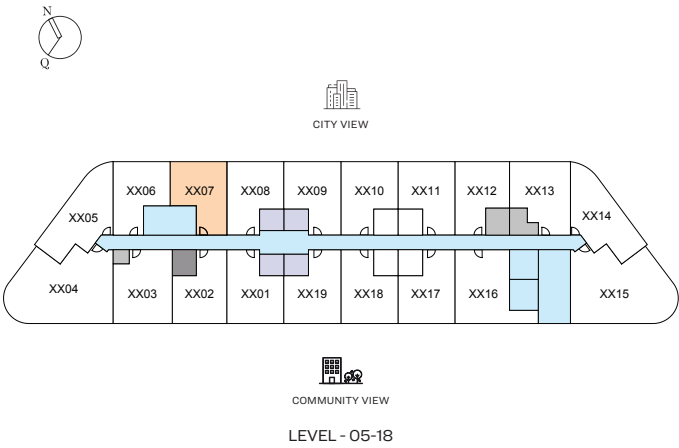 N
Q
CITY VIEW
XX06 XX07 XX08 XX09 XX10 XX11 XX12 XX13
XX05 XX14
XX04 XX03 XX02 XX01 XX19 XX18 XX17 XX16 XX15
COMMUNITY VIEW
LEVEL - 05-18